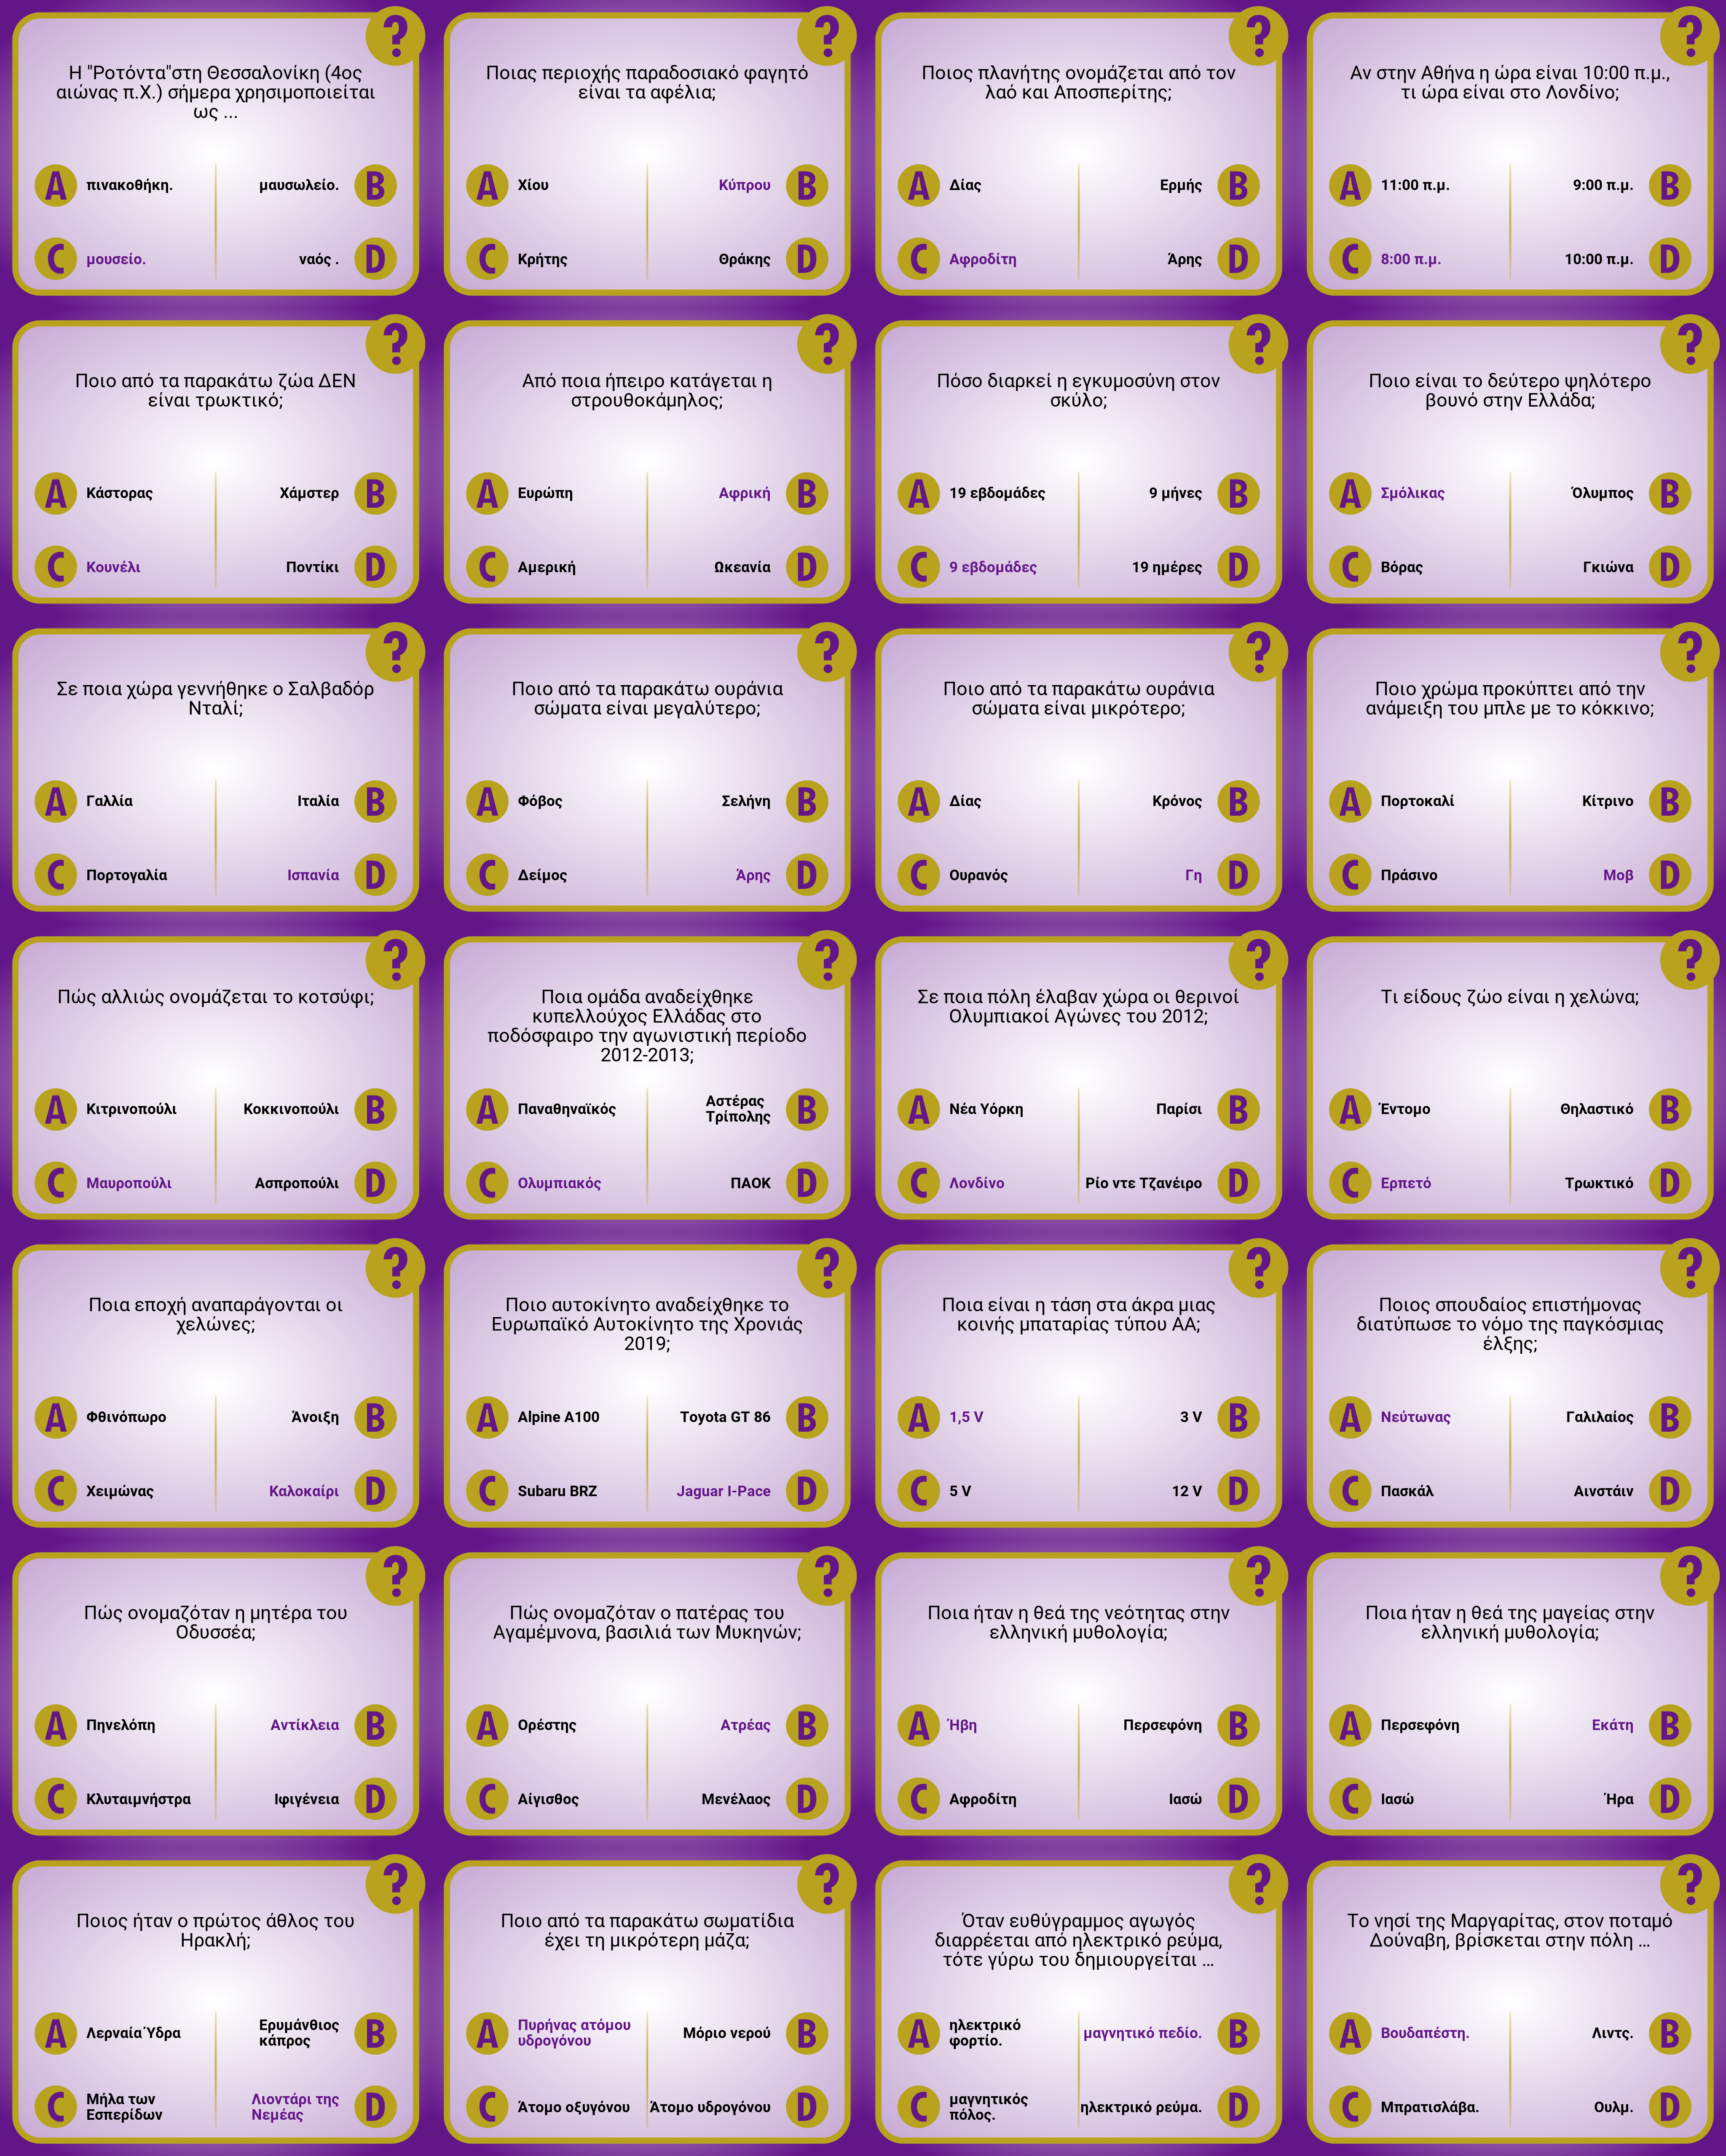 ?
Η "Ροτόντα"στη Θεσσαλονίκη (4ος
αιώνας π.Χ.) σήμερα χρησιμοποιείται
ως ...
A πινακοθήκη. μαυσωλείο. B
C μουσείο. ναός . D
?
Ποιας περιοχής παραδοσιακό φαγητό
είναι τα αφέλια;
A Χίου Κύπρου B
C Κρήτης Θράκης D
?
Ποιος πλανήτης ονομάζεται από τον
λαό και Αποσπερίτης;
A Δίας Ερμής B
C Αφροδίτη Άρης D
?
Αν στην Αθήνα η ώρα είναι 10:00 π.μ.,
τι ώρα είναι στο Λονδίνο;
A 11:00 π.μ. 9:00 π.μ. B
C 8:00 π.μ. 10:00 π.μ. D
?
Ποιο από τα παρακάτω ζώα ΔΕΝ
είναι τρωκτικό;
A Κάστορας Χάμστερ B
C Κουνέλι Ποντίκι D
?
Από ποια ήπειρο κατάγεται η
στρουθοκάμηλος;
A Ευρώπη Αφρική B
C Αμερική Ωκεανία D
?
Πόσο διαρκεί η εγκυμοσύνη στον
σκύλο;
A 19 εβδομάδες 9 μήνες B
C 9 εβδομάδες 19 ημέρες D
?
Ποιο είναι το δεύτερο ψηλότερο
βουνό στην Ελλάδα;
A Σμόλικας Όλυμπος B
C Βόρας Γκιώνα D
?
Σε ποια χώρα γεννήθηκε ο Σαλβαδόρ
Νταλί;
A Γαλλία Ιταλία B
C Πορτογαλία Ισπανία D
?
Ποιο από τα παρακάτω ουράνια
σώματα είναι μεγαλύτερο;
A Φόβος Σελήνη B
C Δείμος Άρης D
?
Ποιο από τα παρακάτω ουράνια
σώματα είναι μικρότερο;
A Δίας Κρόνος B
C Ουρανός Γη D
?
Ποιο χρώμα προκύπτει από την
ανάμειξη του μπλε με το κόκκινο;
A Πορτοκαλί Κίτρινο B
C Πράσινο Μοβ D
?
Πώς αλλιώς ονομάζεται το κοτσύφι;
A Κιτρινοπούλι Κοκκινοπούλι B
C Μαυροπούλι Ασπροπούλι D
?
Ποια ομάδα αναδείχθηκε
κυπελλούχος Ελλάδας στο
ποδόσφαιρο την αγωνιστική περίοδο
2012-2013;
A Παναθηναϊκός Αστέρας
Τρίπολης B
C Ολυμπιακός ΠΑΟΚ D
?
Σε ποια πόλη έλαβαν χώρα οι θερινοί
Ολυμπιακοί Αγώνες του 2012;
A Νέα Υόρκη Παρίσι B
C Λονδίνο Ρίο ντε Τζανέιρο D
?
Τι είδους ζώο είναι η χελώνα;
A Έντομο Θηλαστικό B
C Ερπετό Τρωκτικό D
?
Ποια εποχή αναπαράγονται οι
χελώνες;
A Φθινόπωρο Άνοιξη B
C Χειμώνας Καλοκαίρι D
?
Ποιο αυτοκίνητο αναδείχθηκε το
Ευρωπαϊκό Αυτοκίνητο της Χρονιάς
2019;
A Alpine A100 Toyota GT 86 B
C Subaru BRZ Jaguar I-Pace D
?
Ποια είναι η τάση στα άκρα μιας
κοινής μπαταρίας τύπου ΑΑ;
A 1,5 V 3 V B
C 5 V 12 V D
?
Ποιος σπουδαίος επιστήμονας
διατύπωσε το νόμο της παγκόσμιας
έλξης;
A Νεύτωνας Γαλιλαίος B
C Πασκάλ Αινστάιν D
?
Πώς ονομαζόταν η μητέρα του
Οδυσσέα;
A Πηνελόπη Αντίκλεια B
C Κλυταιμνήστρα Ιφιγένεια D
?
Πώς ονομαζόταν ο πατέρας του
Αγαμέμνονα, βασιλιά των Μυκηνών;
A Ορέστης Ατρέας B
C Αίγισθος Μενέλαος D
?
Ποια ήταν η θεά της νεότητας στην
ελληνική μυθολογία;
A Ήβη Περσεφόνη B
C Αφροδίτη Ιασώ D
?
Ποια ήταν η θεά της μαγείας στην
ελληνική μυθολογία;
A Περσεφόνη Εκάτη B
C Ιασώ Ήρα D
?
Ποιος ήταν ο πρώτος άθλος του
Ηρακλή;
A Λερναία Ύδρα Ερυμάνθιος
κάπρος B
C Μήλα των
Εσπερίδων Λιοντάρι της
Νεμέας D
?
Ποιο από τα παρακάτω σωματίδια
έχει τη μικρότερη μάζα;
A Πυρήνας ατόμου
υδρογόνου Μόριο νερού B
C Άτομο οξυγόνου Άτομο υδρογόνου D
?
Όταν ευθύγραμμος αγωγός
διαρρέεται από ηλεκτρικό ρεύμα,
τότε γύρω του δημιουργείται ...
A ηλεκτρικό
φορτίο. μαγνητικό πεδίο. B
C μαγνητικός
πόλος. ηλεκτρικό ρεύμα. D
?
Το νησί της Μαργαρίτας, στον ποταμό
Δούναβη, βρίσκεται στην πόλη ...
A Βουδαπέστη. Λιντς. B
C Μπρατισλάβα. Ουλμ. D